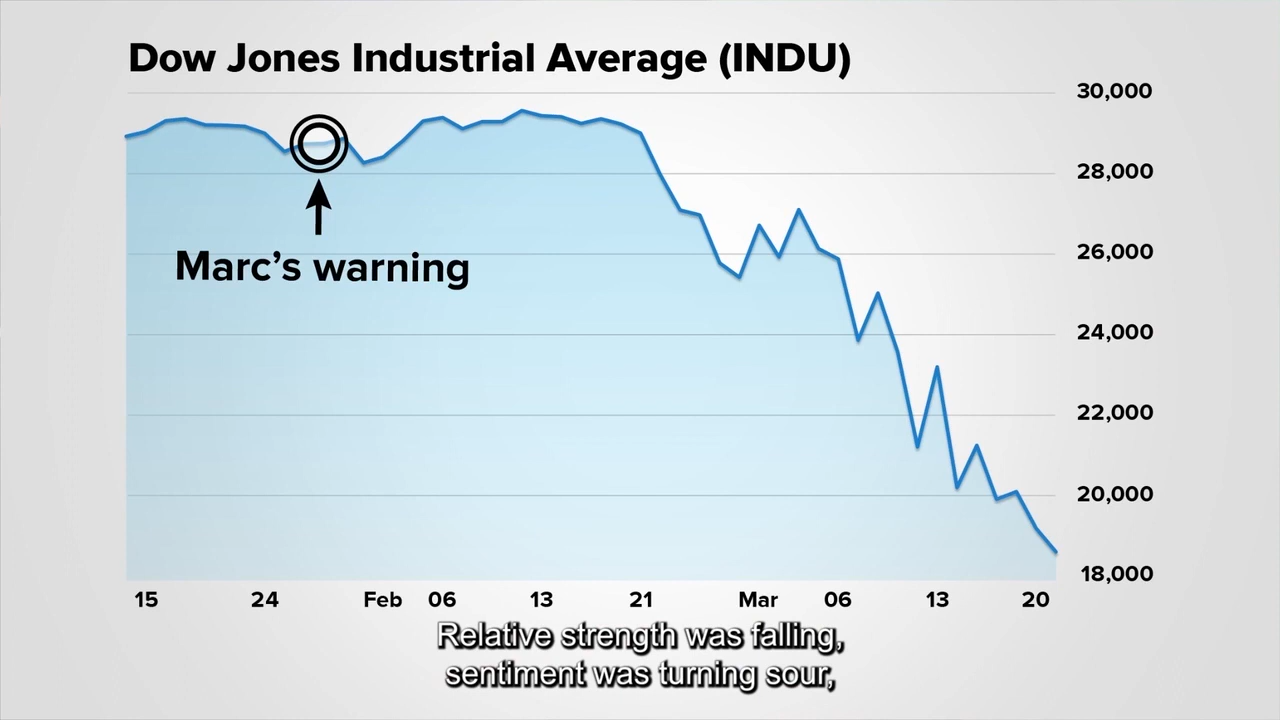 Dow Jones Industrial Average (INDU)
30,000
28,000
Marc’s warning
26,000
24,000
22,000
20,000
18,000
15 24 Feb 06 13 21 Mar 06 13 20
Relative strength was falling,
sentiment was turning sour,